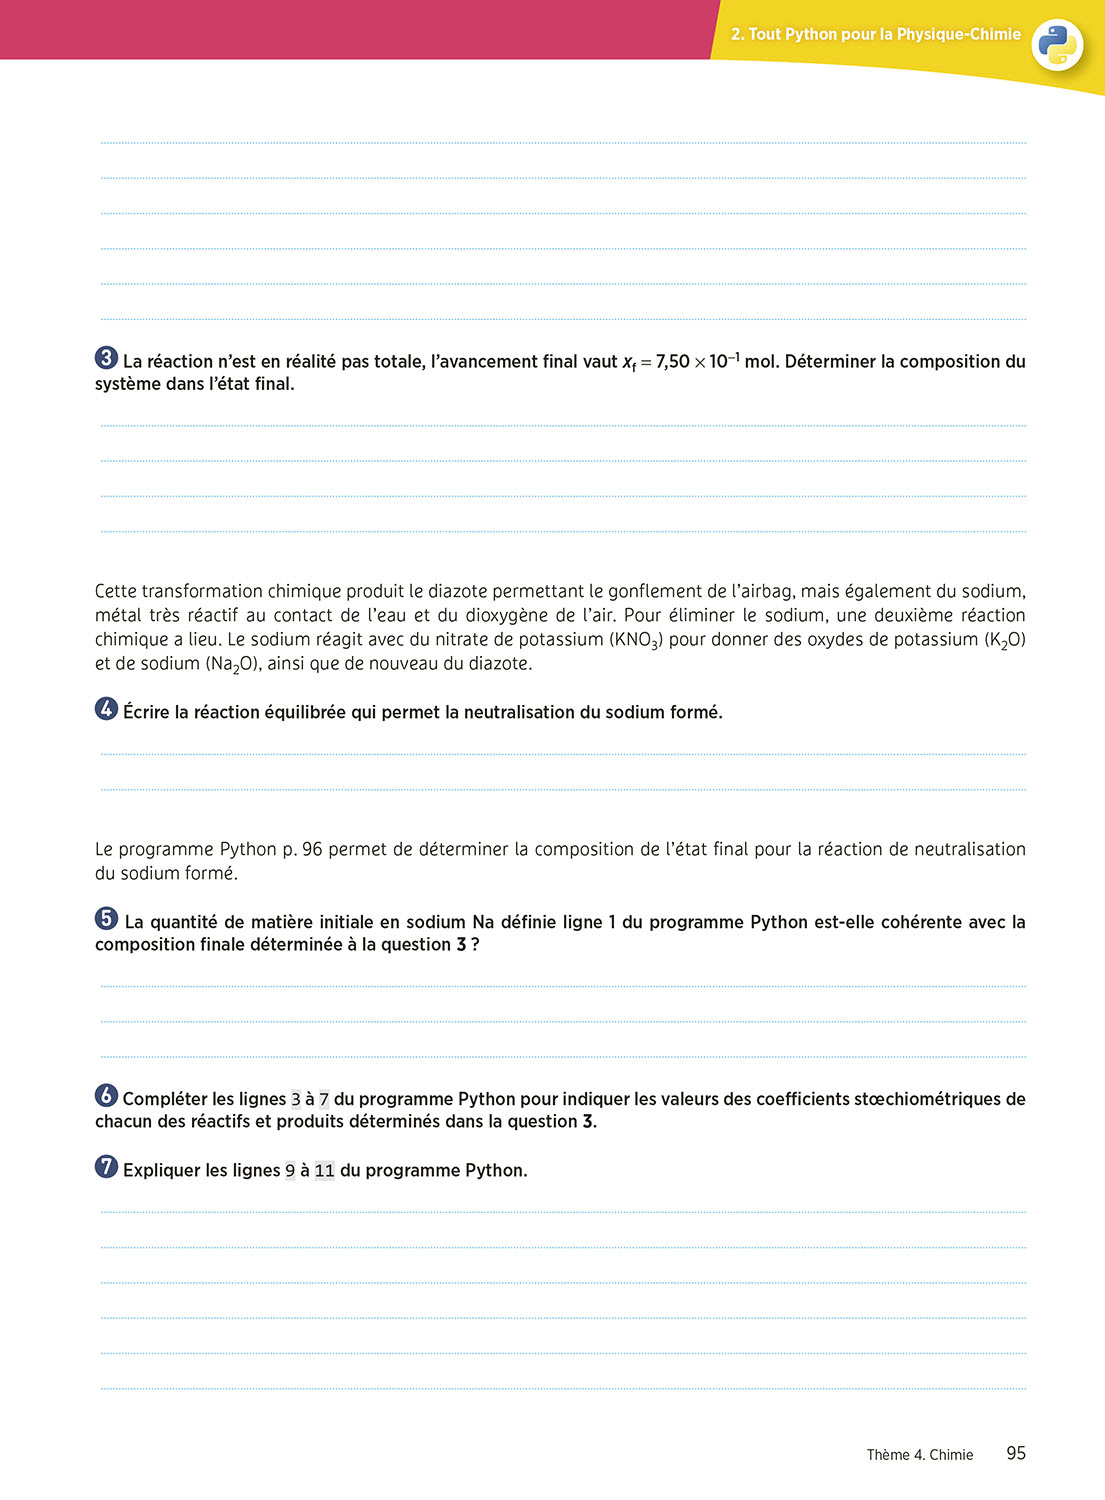 2. Tout Python pour la Physique-Chimie
3 La réaction n'est en réalité pas totale, l'avancement final vaut xf = 7,50 × 10–1 mol. Déterminer la composition du
système dans l'état final.
Cette transformation chimique produit le diazote permettant le gonflement de l'airbag, mais également du sodium,
métal très réactif au contact de l'eau et du dioxygène de l'air. Pour éliminer le sodium, une deuxième réaction
chimique a lieu. Le sodium réagit avec du nitrate de potassium (KNO3) pour donner des oxydes de potassium (K2O)
et de sodium (Na2O), ainsi que de nouveau du diazote.
4 Écrire la réaction équilibrée qui permet la neutralisation du sodium formé.
Le programme Python p. 96 permet de déterminer la composition de l'état final pour la réaction de neutralisation
du sodium formé.
5 La quantité de matière initiale en sodium Na définie ligne 1 du programme Python est-elle cohérente avec la
composition finale déterminée à la question 3 ?
6 Compléter les lignes 3 à 7 du programme Python pour indiquer les valeurs des coefficients stœchiométriques de
chacun des réactifs et produits déterminés dans la question 3.
7 Expliquer les lignes 9 à 11 du programme Python.
Thème 4. Chimie 95